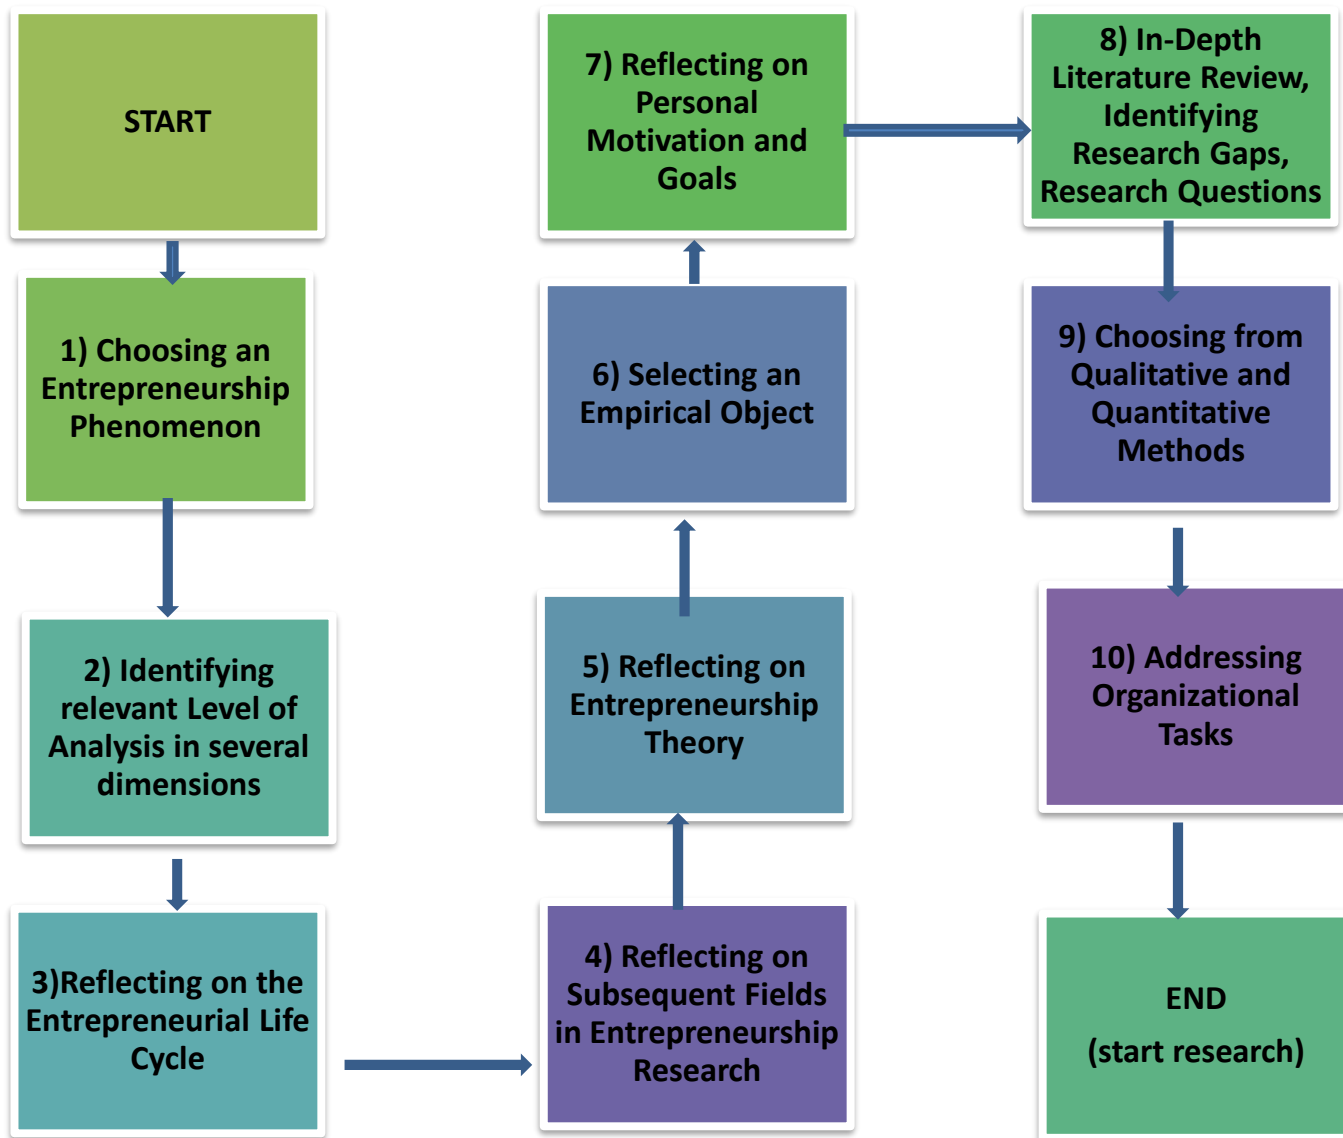 START
1) Choosing an
Entrepreneurship
Phenomenon
2) Identifying
relevant Level of
Analysis in several
dimensions
3)Reflecting on the
Entrepreneurial Life
Cycle
4) Reflecting on
Subsequent Fields
in Entrepreneurship
Research
5) Reflecting on
Entrepreneurship
Theory
6) Selecting an
Empirical Object
7) Reflecting on
Personal
Motivation and
Goals
8) In-Depth
Literature Review,
Identifying
Research Gaps,
Research Questions
9) Choosing from
Qualitative and
Quantitative
Methods
10) Addressing
Organizational
Tasks
END
(start research)